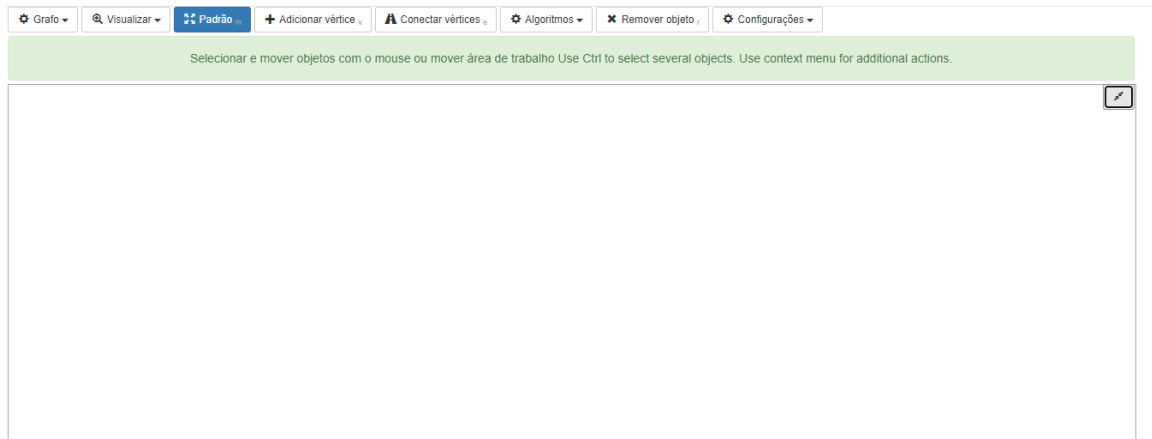 Grafo Visualizar Padrão m Adicionar vértice v Conectar vértices e Algoritmos Remover objeto r Configurações
Selecionar e mover objetos com o mouse ou mover área de trabalho Use Ctrl to select several objects. Use context menu for additional actions.